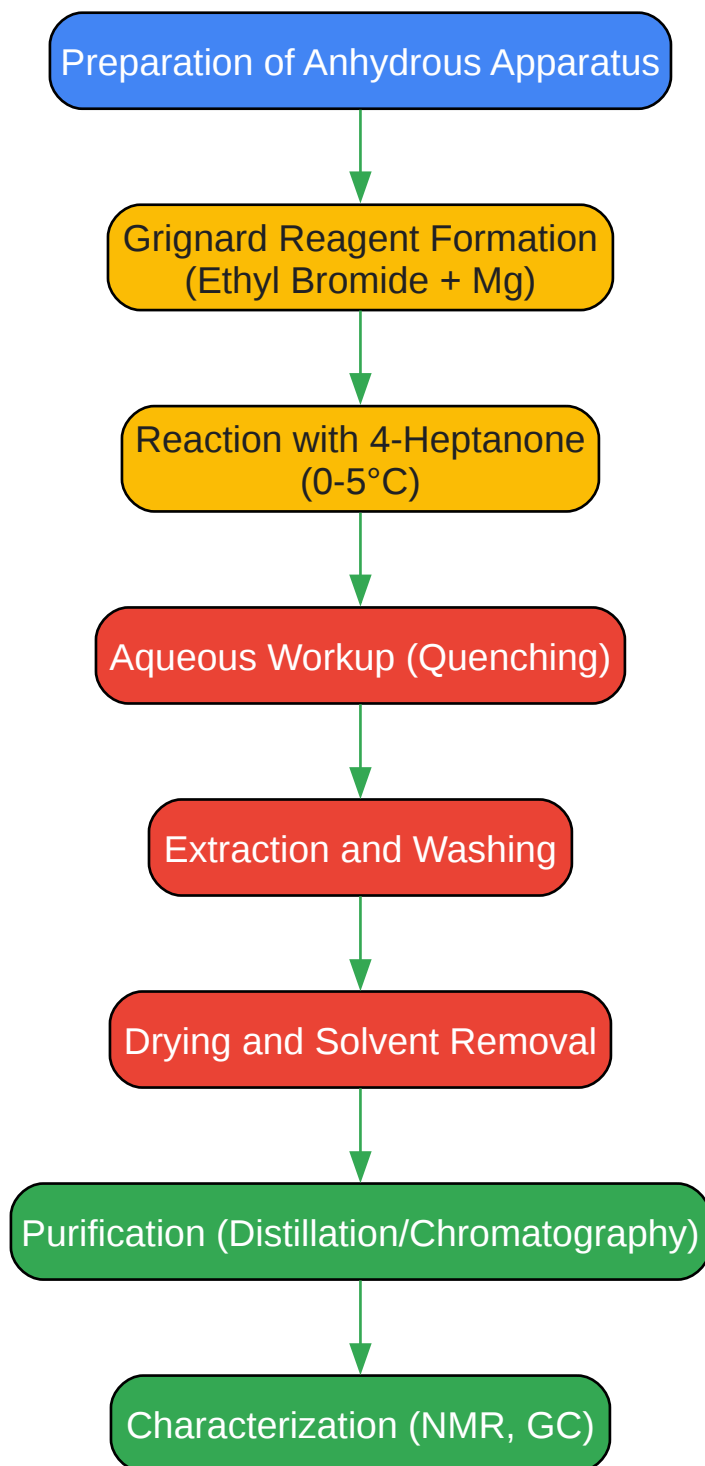 Preparation of Anhydrous Apparatus
Grignard Reagent Formation
(Ethyl Bromide + Mg)
Reaction with 4-Heptanone
(0-5°C)
Aqueous Workup (Quenching)
Extraction and Washing
Drying and Solvent Removal
Purification (Distillation/Chromatography)
Characterization (NMR, GC)